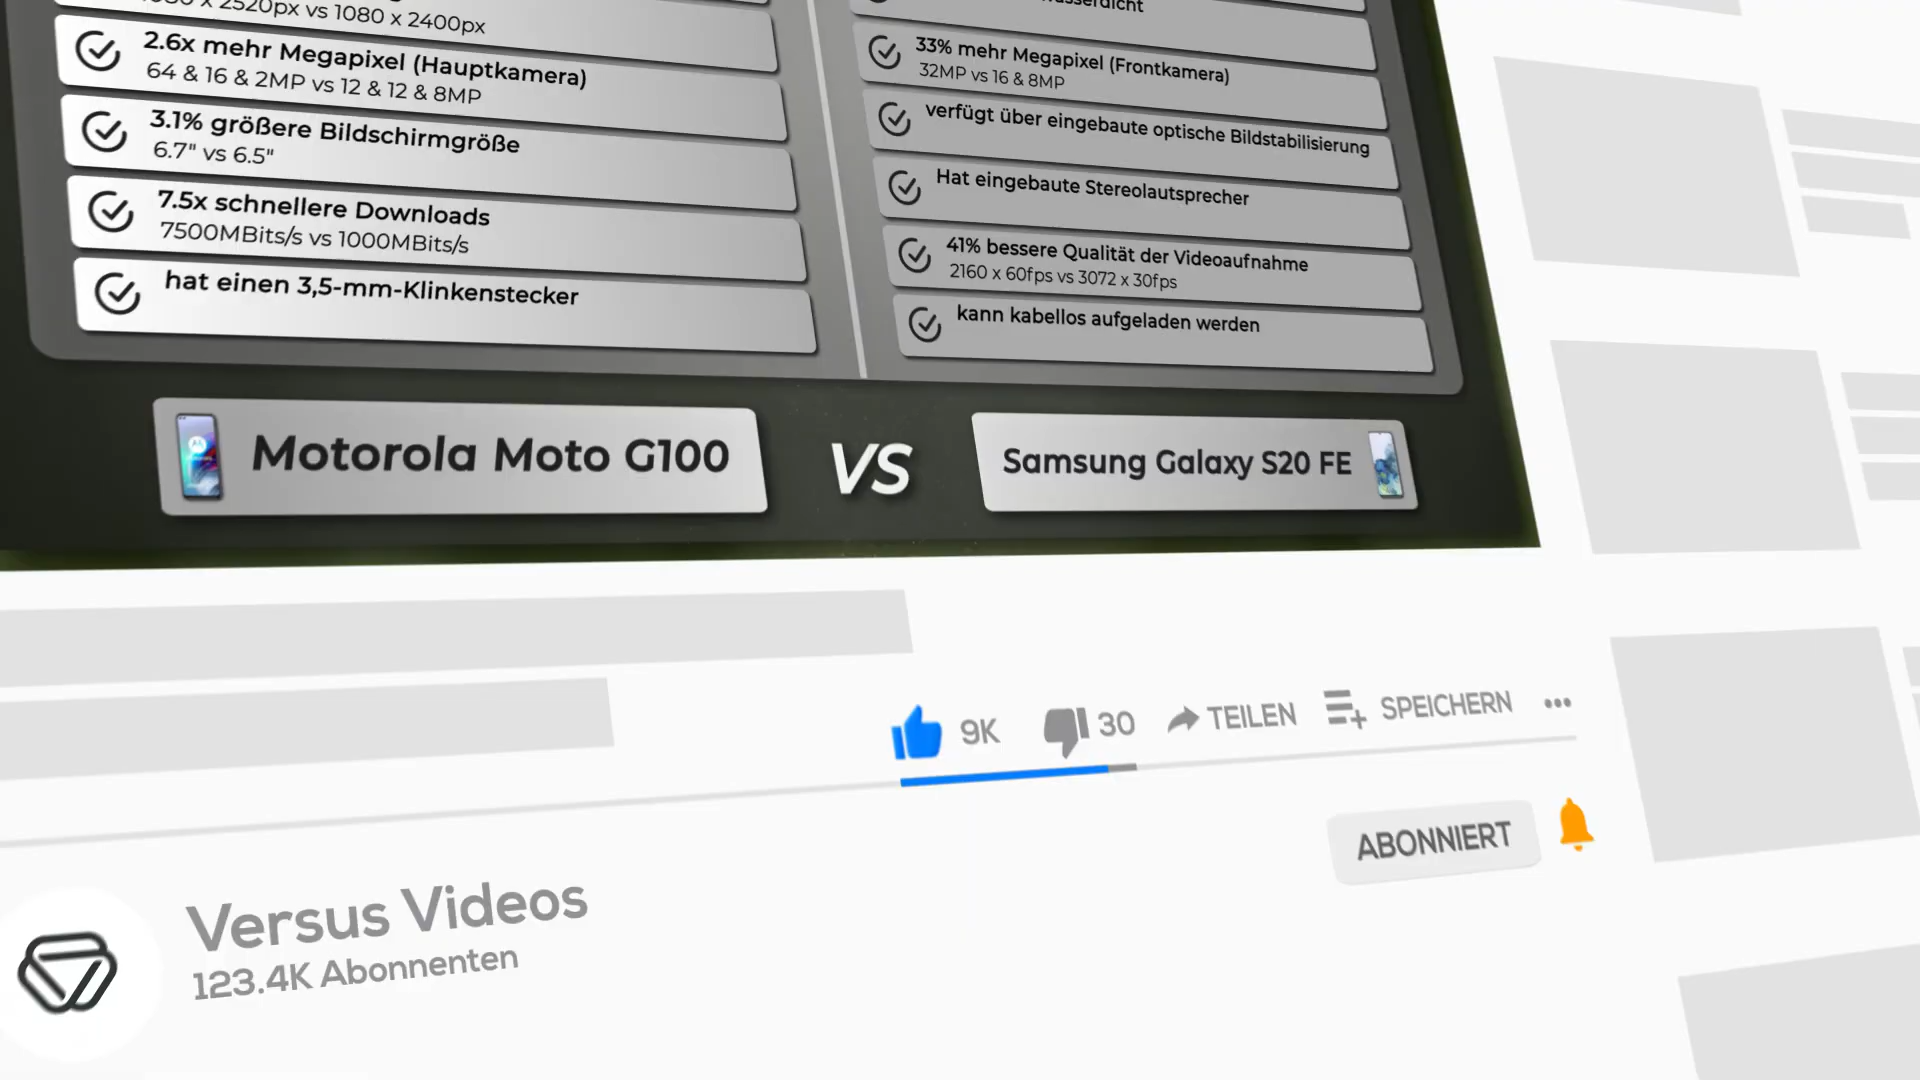 x 2520px vs 1080 x 2400px
2.6x mehr Megapixel (Hauptkamera)
64 & 16 & 2MP vs 12 & 12 & 8MP
3.1% größere Bildschirmgröße
6.7" vs 6.5"
7.5x schnellere Downloads
7500MBits/s vs 1000MBits/s
hat einen 3,5-mm-Klinkenstecker
33% mehr Megapixel (Frontkamera)
32MP vs 16 & 8MP
verfügt über eingebaute optische Bildstabilisierung
Hat eingebaute Stereolautsprecher
41% bessere Qualität der Videoaufnahme
2160 x 60fps vs 3072 x 30fps
kann kabellos aufgeladen werden
Motorola Moto G100
VS
Samsung Galaxy S20 FE
9K
30
TEILEN
SPEICHERN
ABONNIERT
Versus Videos
123.4K Abonnenten